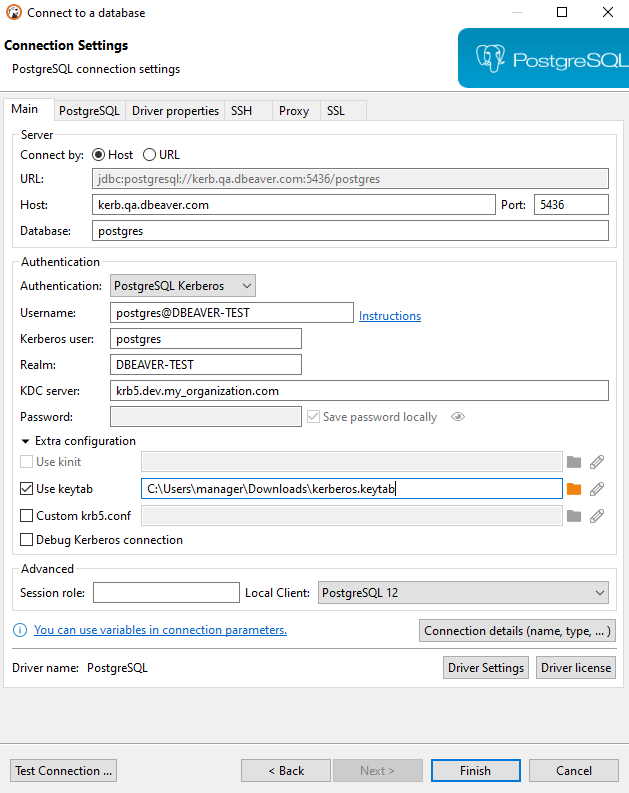 Connect to a database
Connection Settings
PostgreSQL connection settings
PostgreSQL
Main PostgreSQL Driver properties SSH Proxy SSL
Server
Connect by: Host URL
URL: jdbc:postgresql://kerb.qa.dbeaver.com:5436/postgres
Host: kerb.qa.dbeaver.com Port: 5436
Database: postgres
Authentication
Authentication: PostgreSQL Kerberos
Username: postgres@DBEAVER-TEST Instructions
Kerberos user: postgres
Realm: DBEAVER-TEST
KDC server: krb5.dev.my_organization.com
Password: Save password locally
Extra configuration
Use kinit
Use keytab C:\Users\manager\Downloads\kerberos.keytab
Custom krb5.conf
Debug Kerberos connection
Advanced
Session role: Local Client: PostgreSQL 12
You can use variables in connection parameters. Connection details (name, type, ... )
Driver name: PostgreSQL Driver Settings Driver license
Test Connection ... < Back Next > Finish Cancel